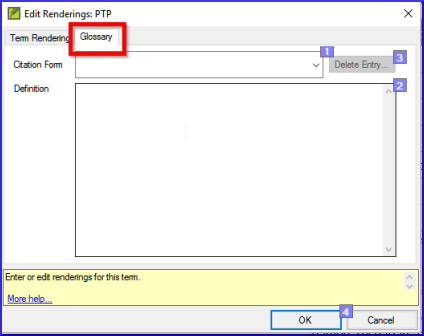 Edit Renderings: PTP
Term Rendering Glossary
Citation Form 1 Delete Entry... 3
Definition 2
Enter or edit renderings for this term.
More help...
OK 4 Cancel